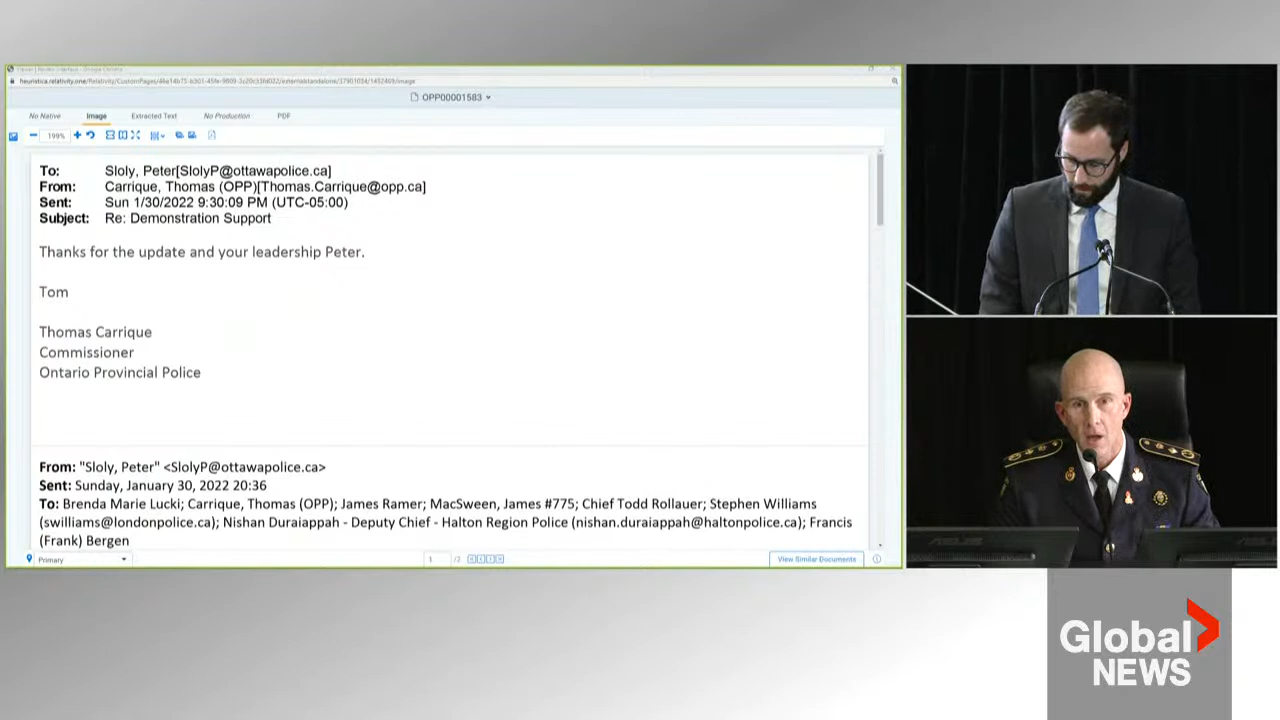 OPP00001583
No Native
Image
Extracted Text
No Production
PDF
199%
To: Sloly, Peter[SlolyP@ottawapolice.ca]
From: Carrique, Thomas (OPP)[Thomas.Carrique@opp.ca]
Sent: Sun 1/30/2022 9:30:09 PM (UTC-05:00)
Subject: Re: Demonstration Support
Thanks for the update and your leadership Peter.
Tom
Thomas Carrique
Commissioner
Ontario Provincial Police
From: "Sloly, Peter" <SlolyP@ottawapolice.ca>
Sent: Sunday, January 30, 2022 20:36
To: Brenda Marie Lucki; Carrique, Thomas (OPP); James Ramer; MacSween, James #775; Chief Todd Rollauer; Stephen Williams
(swilliams@londonpolice.ca); Nishan Duraiappah - Deputy Chief - Halton Region Police (nishan.duraiappah@haltonpolice.ca); Francis
(Frank) Bergen
Primary
1
/2
View Similar Documents
ASUS
Global
NEWS